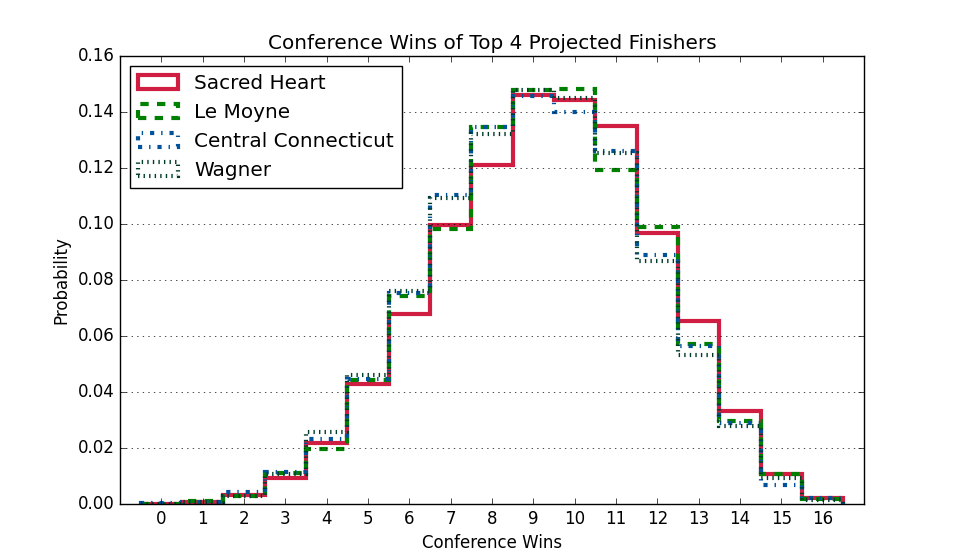 Conference Wins of Top 4 Projected Finishers
Sacred Heart
Le Moyne
Central Connecticut
Wagner
Probability
0.16
0.14
0.12
0.10
0.08
0.06
0.04
0.02
0.00
0 1 2 3 4 5 6 7 8 9 10 11 12 13 14 15 16
Conference Wins